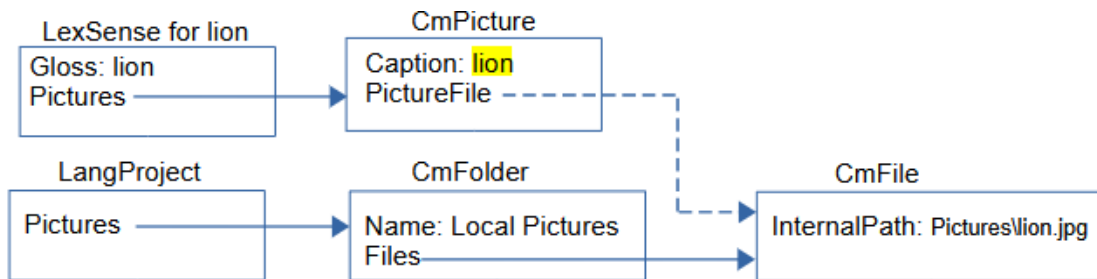 LexSense for lion
Gloss: lion
Pictures
CmPicture
Caption: lion
PictureFile
LangProject
Pictures
CmFolder
Name: Local Pictures
Files
CmFile
InternalPath: Pictures\lion.jpg